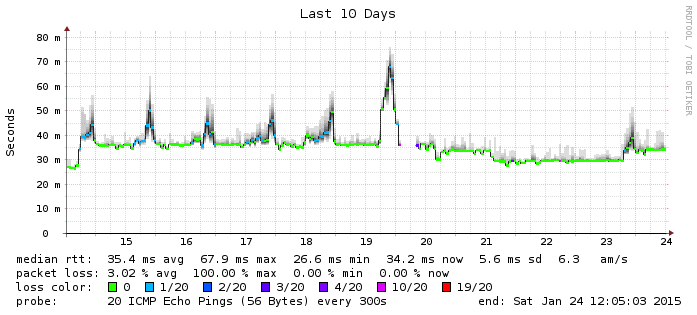 Last 10 Days
RRDTOOL / TOBI OETIKER
Seconds
80 m
70 m
60 m
50 m
40 m
30 m
20 m
10 m
0
15 16 17 18 19 20 21 22 23 24
median rtt: 35.4 ms avg 67.9 ms max 26.6 ms min 34.2 ms now 5.6 ms sd 6.3 am/s
packet loss: 3.02 % avg 100.00 % max 0.00 % min 0.00 % now
loss color: 0 1/20 2/20 3/20 4/20 10/20 19/20
probe: 20 ICMP Echo Pings (56 Bytes) every 300s end: Sat Jan 24 12:05:03 2015